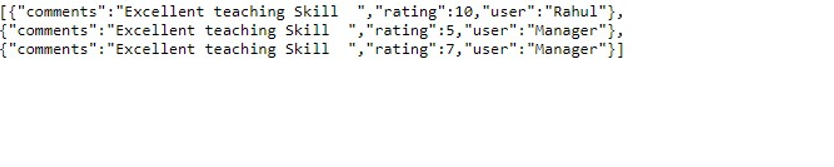 [{"comments":"Excellent teaching Skill  ","rating":10,"user":"Rahul"},
{"comments":"Excellent teaching Skill  ","rating":5,"user":"Manager"},
{"comments":"Excellent teaching Skill  ","rating":7,"user":"Manager"}]